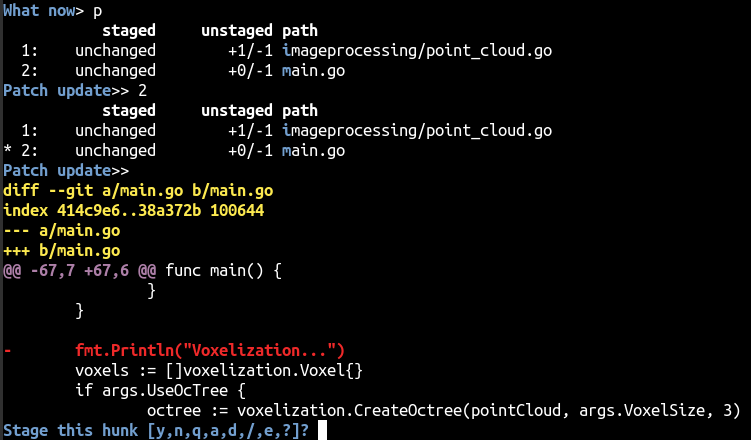 What now> p
           staged     unstaged path
  1:    unchanged        +1/-1 imageprocessing/point_cloud.go
  2:    unchanged        +0/-1 main.go
Patch update>> 2
           staged     unstaged path
  1:    unchanged        +1/-1 imageprocessing/point_cloud.go
* 2:    unchanged        +0/-1 main.go
Patch update>>
diff --git a/main.go b/main.go
index 414c9e6..38a372b 100644
--- a/main.go
+++ b/main.go
@@ -67,7 +67,6 @@ func main() {
                }
        }
-       fmt.Println("Voxelization...")
        voxels := []voxelization.Voxel{}
        if args.UseOcTree {
                octree := voxelization.CreateOctree(pointCloud, args.VoxelSize, 3)
Stage this hunk [y,n,q,a,d,/,e,?]?